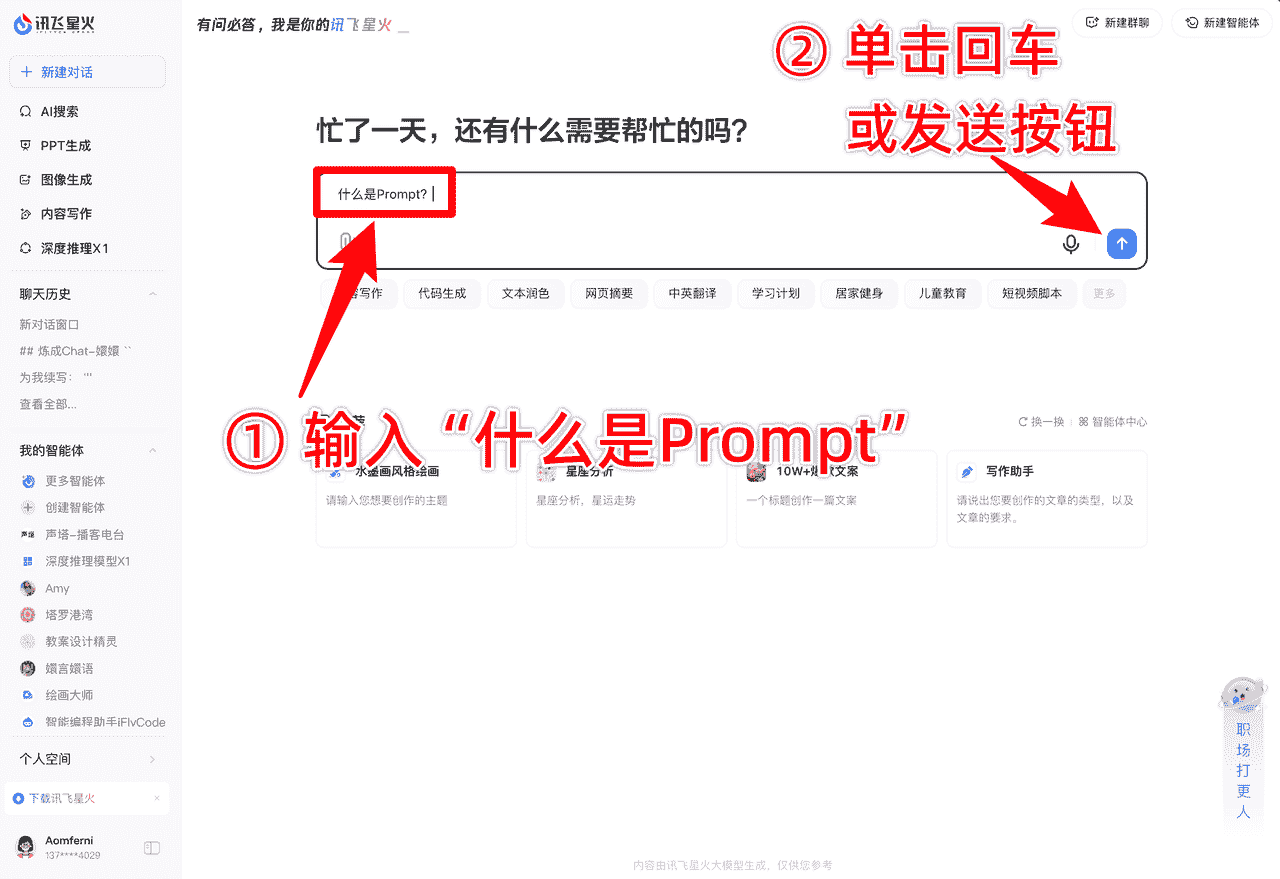 讯飞星火
新建对话
AI搜索
PPT生成
图像生成
内容写作
深度推理X1
聊天历史
新对话窗口
## 炼成Chat-嬛嬛 ``
为我续写： '''
查看全部...
我的智能体
更多智能体
创建智能体
声塔-播客电台
深度推理模型X1
Amy
塔罗港湾
教案设计精灵
嬛言嬛语
绘画大师
智能编程助手iFlyCode
个人空间
下载讯飞星火
Aomferni
137****4029
有问必答，我是你的讯飞星火 _
新建群聊
新建智能体
② 单击回车
或发送按钮
忙了一天，还有什么需要帮忙的吗？
什么是Prompt?
写作
代码生成
文本润色
网页摘要
中英翻译
学习计划
居家健身
儿童教育
短视频脚本
更多
① 输入 “什么是Prompt”
换一换
智能体中心
水墨画风格绘画
请输入您想要创作的主题
星座分析
星座分析，星运走势
10W+爆款文案
一个标题创作一篇文案
写作助手
请说出您要创作的文章的类型，以及
文章的要求。
职场打更人
内容由讯飞星火大模型生成，仅供您参考